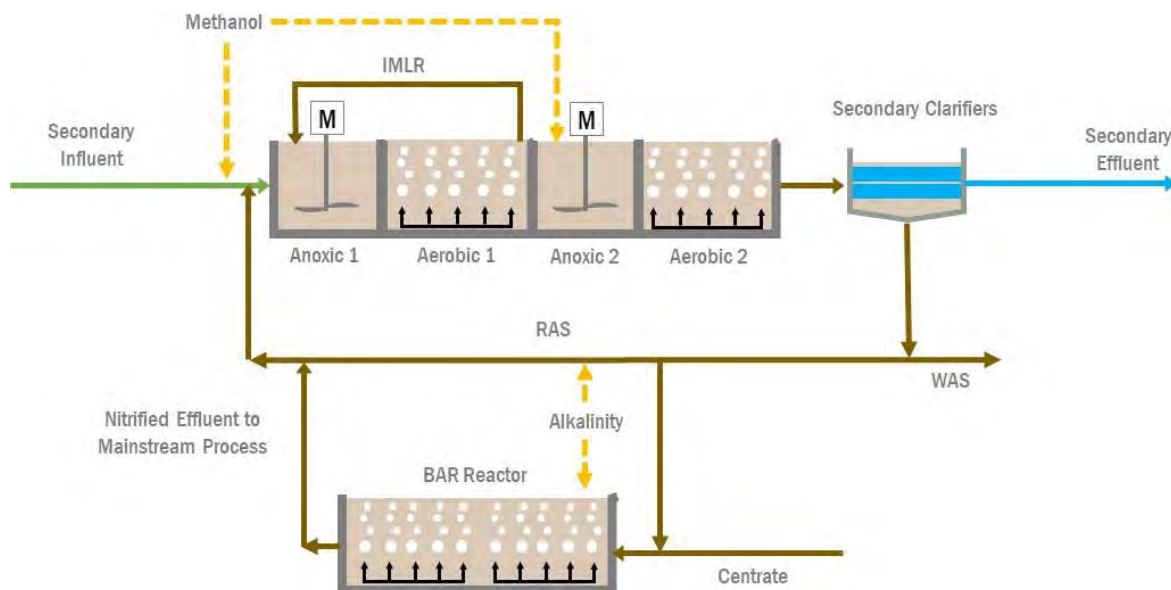 Methanol
IMLR
M
M
Secondary Clarifiers
Secondary
Influent
Secondary
Effluent
Anoxic 1
Aerobic 1
Anoxic 2
Aerobic 2
RAS
WAS
Nitrified Effluent to
Mainstream Process
Alkalinity
BAR Reactor
Centrate